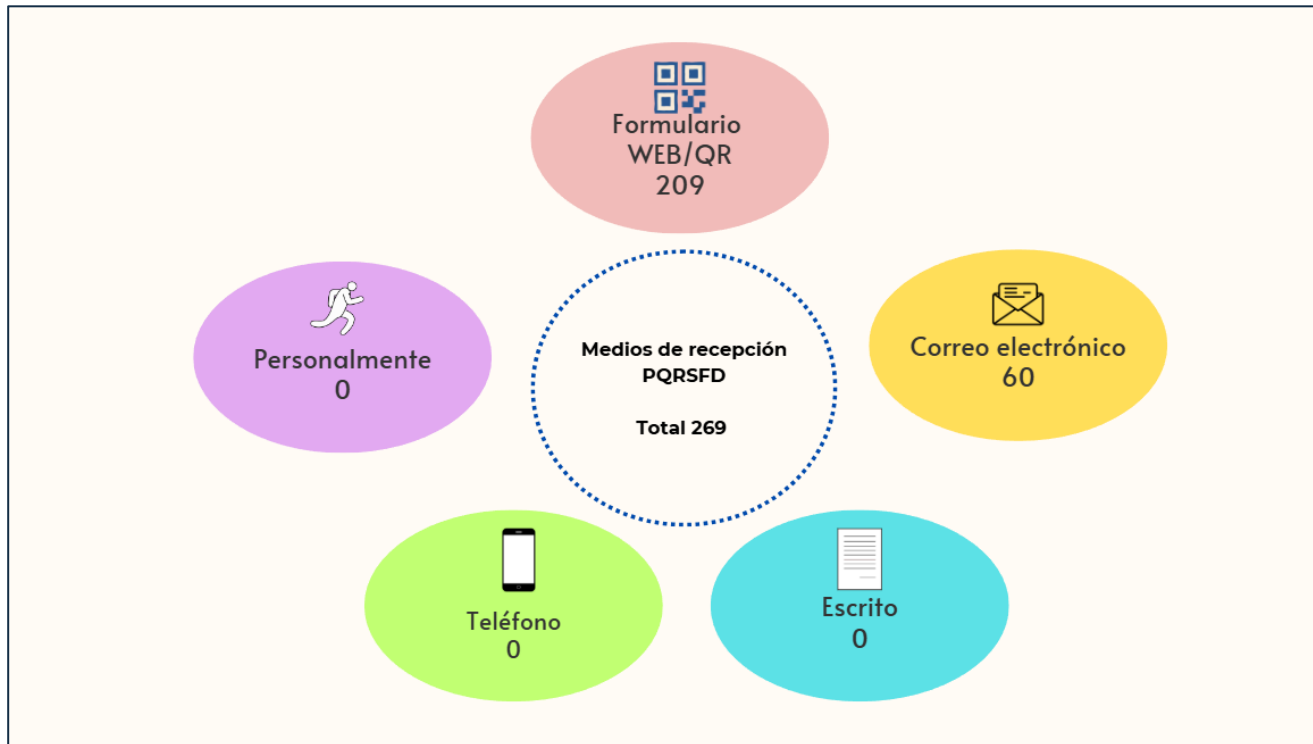 Formulario
WEB/QR
209
Personalmente
0
Medios de recepción
PQRSFD
Total 269
Correo electrónico
60
Teléfono
0
Escrito
0